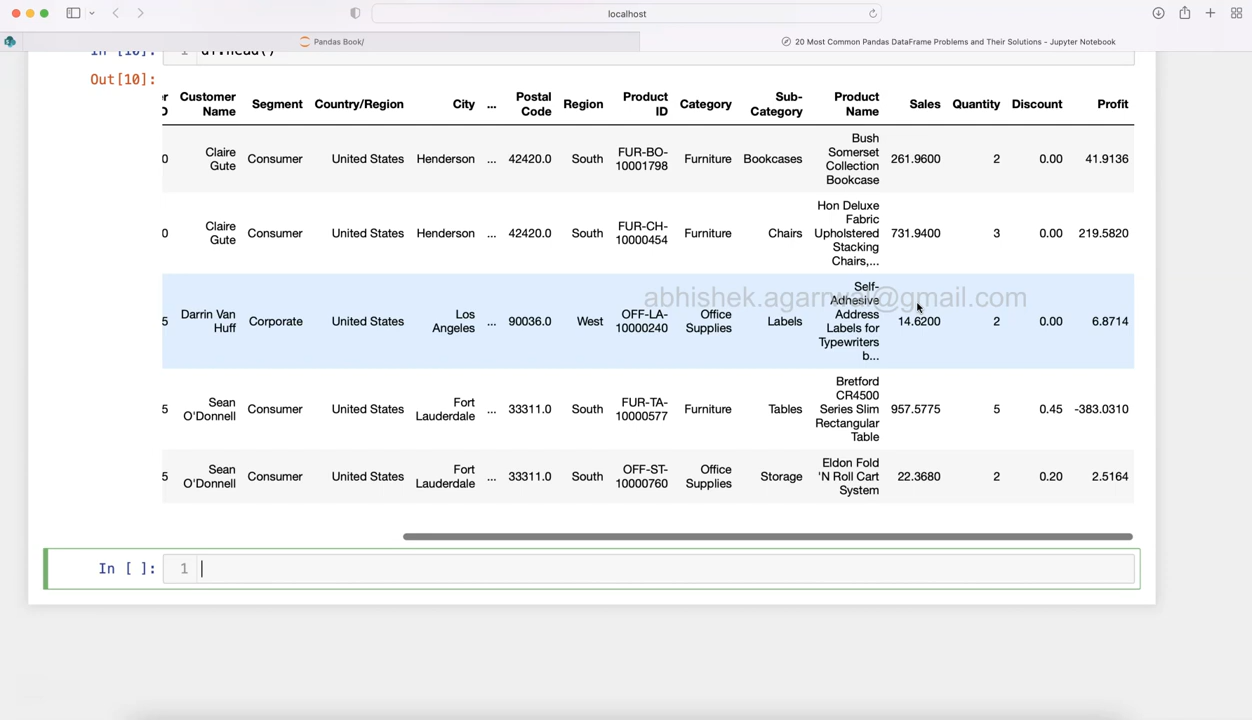 localhost
Pandas Book/
20 Most Common Pandas DataFrame Problems and Their Solutions - Jupyter Notebook
In [10]: 1 df.head()
Out[10]:
r Customer Postal Product Sub- Product
Segment Country/Region City ... Region Category Sales Quantity Discount Profit
D Name Code ID Category Name
Bush
Claire FUR-BO- Somerset
0 Consumer United States Henderson ... 42420.0 South Furniture Bookcases 261.9600 2 0.00 41.9136
Gute 10001798 Collection
Bookcase
Hon Deluxe
Fabric
Claire FUR-CH-
0 Consumer United States Henderson ... 42420.0 South Furniture Chairs Upholstered 731.9400 3 0.00 219.5820
Gute 10000454
Stacking
Chairs,...
Self-
abhishek.agarrwal@gmail.com
Adhesive
Darrin Van Los OFF-LA- Office Address
5 Corporate United States ... 90036.0 West Labels 14.6200 2 0.00 6.8714
Huff Angeles 10000240 Supplies Labels for
Typewriters
b...
Bretford
Sean Fort FUR-TA- CR4500
5 Consumer United States ... 33311.0 South Furniture Tables Series Slim 957.5775 5 0.45 -383.0310
O'Donnell Lauderdale 10000577 Rectangular
Table
Sean Fort OFF-ST- Office Eldon Fold
5 Consumer United States ... 33311.0 South Storage 'N Roll Cart 22.3680 2 0.20 2.5164
O'Donnell Lauderdale 10000760 Supplies System
In [ ]: 1